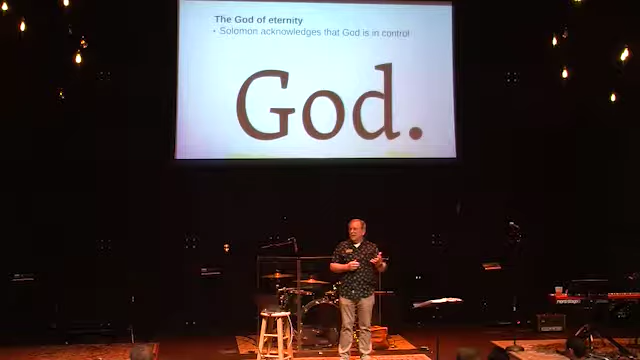 The God of eternity
• Solomon acknowledges that God is in control
God.